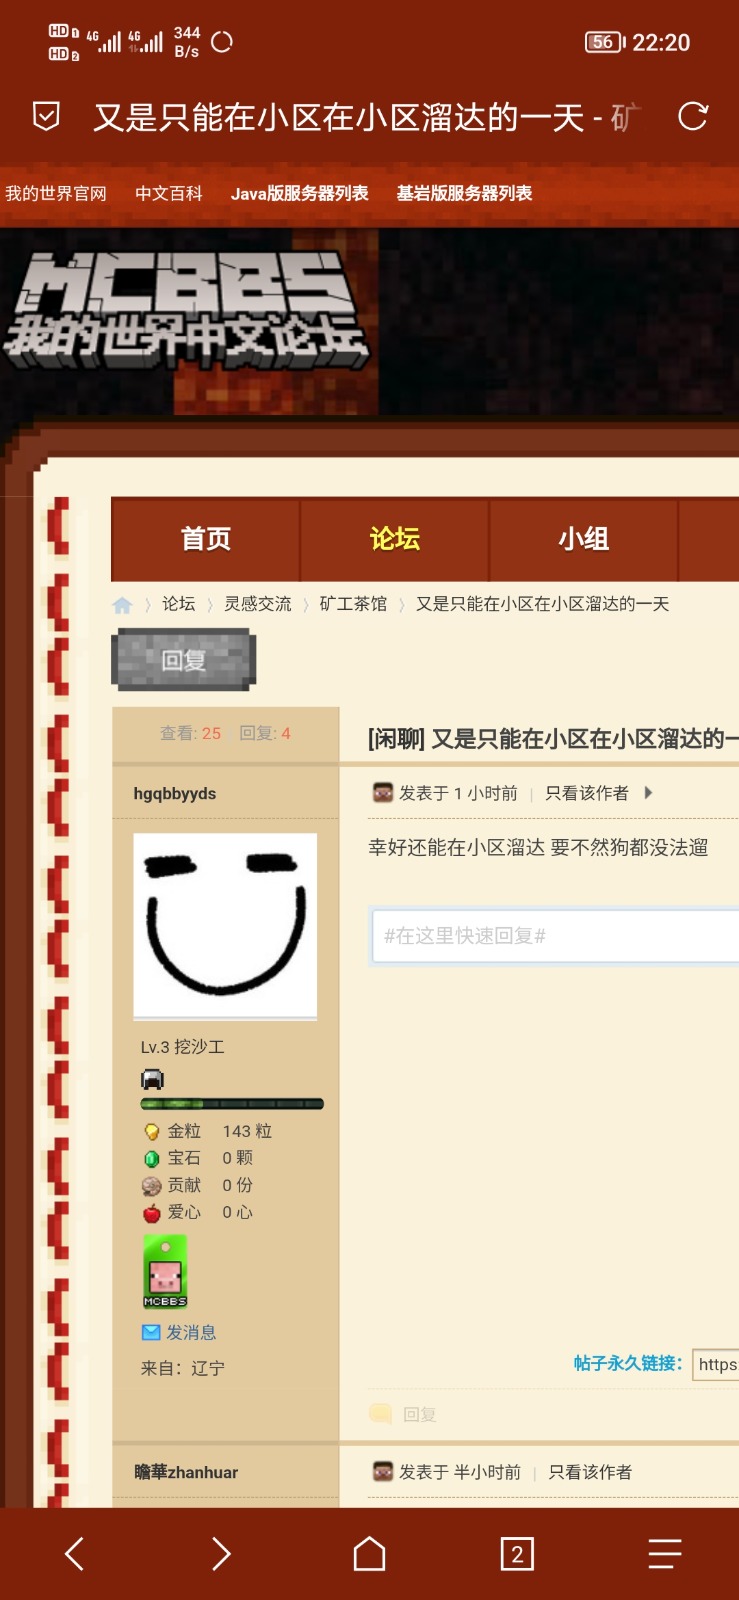 HD 1 4G 4G 344 56 22:20
HD 2 B/s
又是只能在小区在小区溜达的一天 - 矿
我的世界官网 中文百科 Java版服务器列表 基岩版服务器列表
MCBBS
我的世界中文论坛
首页 论坛 小组
论坛 灵感交流 矿工茶馆 又是只能在小区在小区溜达的一天
回复
查看: 25 回复: 4
[闲聊] 又是只能在小区在小区溜达的一
hgqbbyyds
发表于 1 小时前 | 只看该作者
幸好还能在小区溜达 要不然狗都没法遛
#在这里快速回复#
Lv.3 挖沙工
金粒 143 粒
宝石 0 颗
贡献 0 份
爱心 0 心
MCBBS
发消息
来自：辽宁
帖子永久链接： https
回复
瞻華zhanhuar
发表于 半小时前 | 只看该作者
2